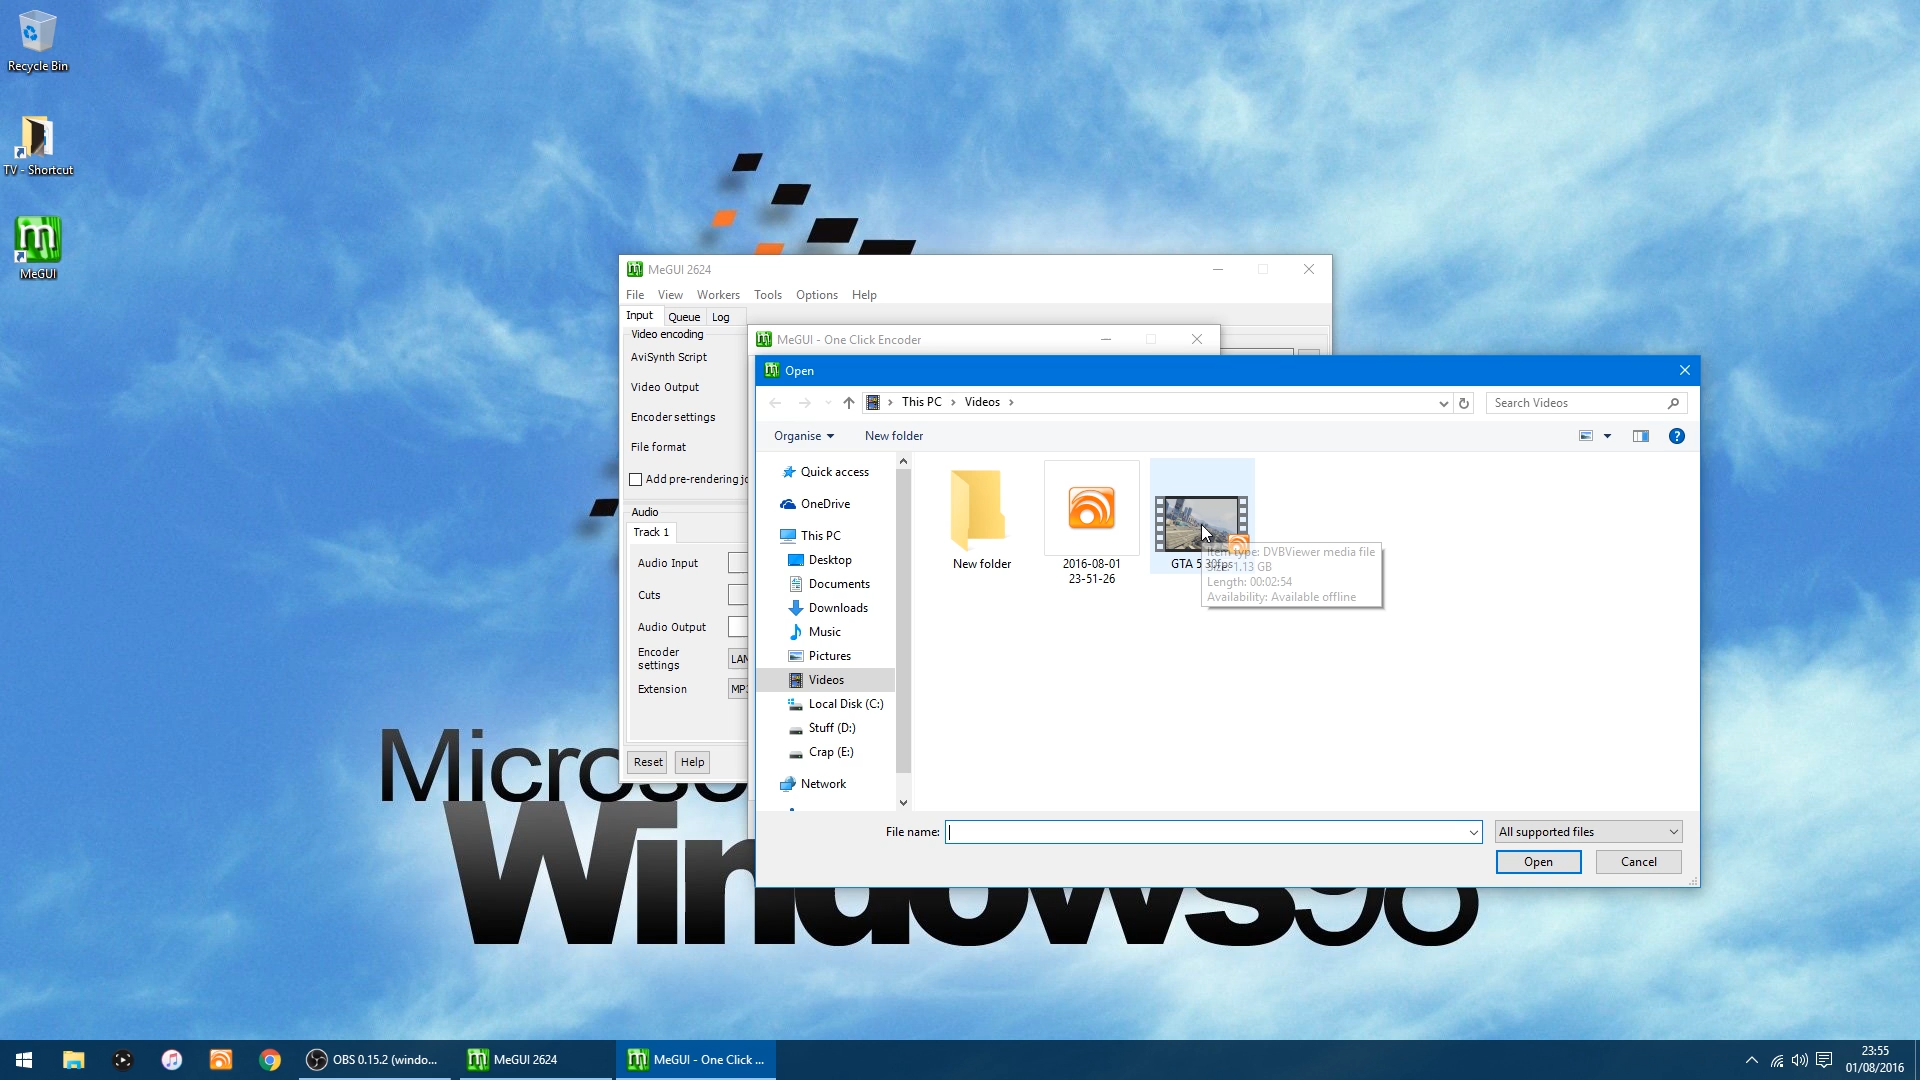 Recycle Bin
TV - Shortcut
MeGUI
MeGUI 2624
File View Workers Tools Options Help
Input Queue Log
Video encoding
AviSynth Script
Video Output
Encoder settings
File format
Add pre-rendering jo
Audio
Track 1
Audio Input
Cuts
Audio Output
Encoder
settings
LAM
Extension
MP3
Reset Help
MeGUI - One Click Encoder
Open
This PC Videos
Search Videos
Organise New folder
Quick access
OneDrive
This PC
Desktop
Documents
Downloads
Music
Pictures
Videos
Local Disk (C:)
Stuff (D:)
Crap (E:)
Network
New folder
2016-08-01
23-51-26
GTA 5 30fps
Item type: DVBViewer media file
Size: 1.13 GB
Length: 00:02:54
Availability: Available offline
File name:
All supported files
Open Cancel
Micros
Windows98
OBS 0.15.2 (windo...
MeGUI 2624
MeGUI - One Click ...
23:55
01/08/2016